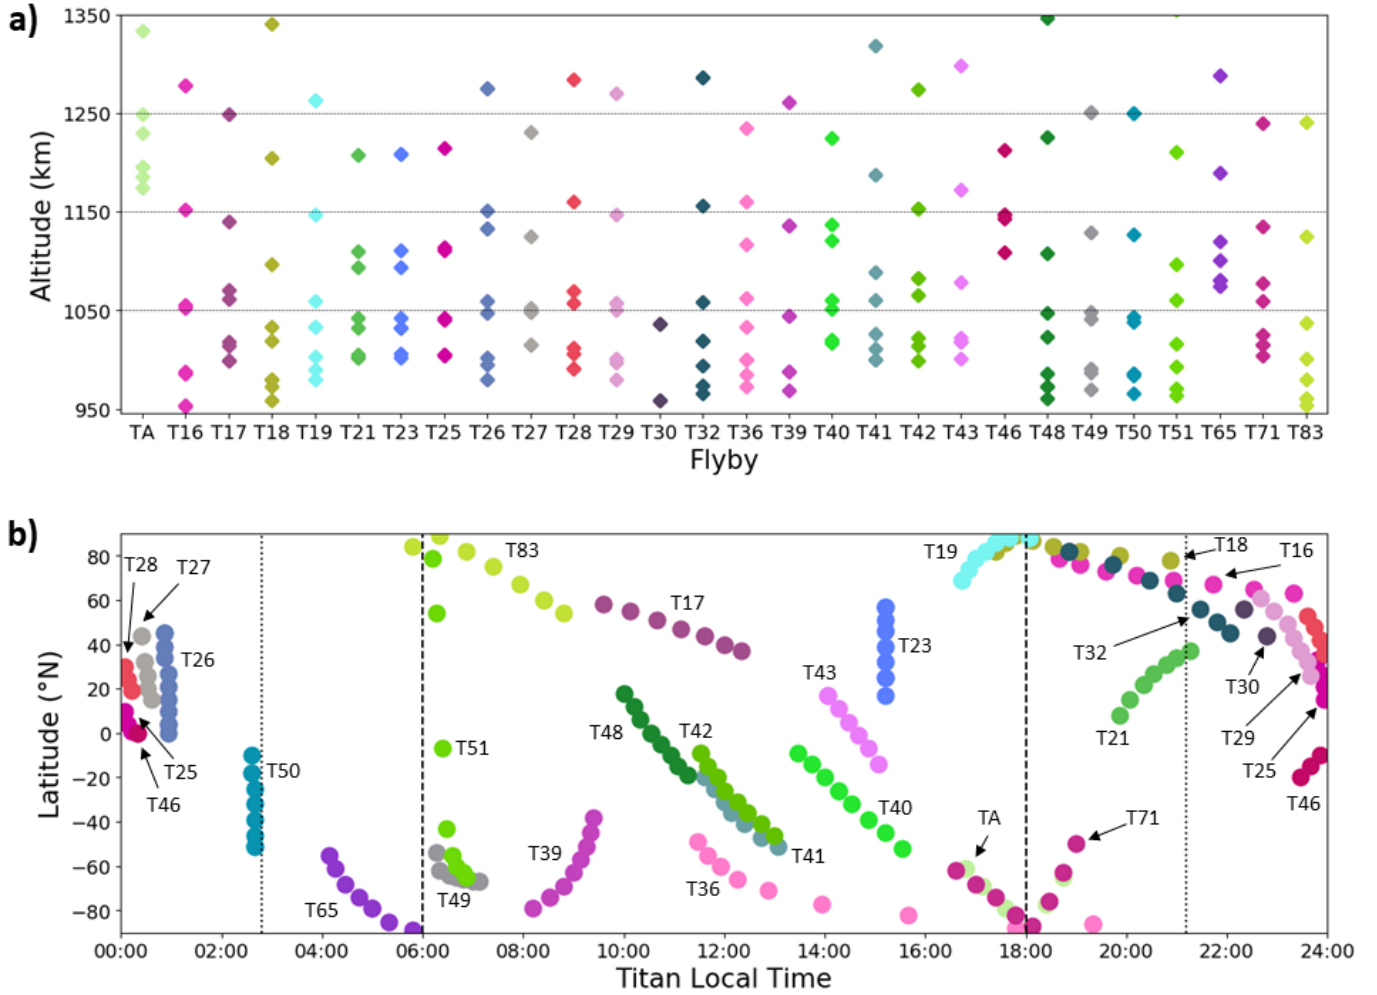 a)
1350
1250
1150
1050
950
Altitude (km)
TA T16 T17 T18 T19 T21 T23 T25 T26 T27 T28 T29 T30 T32 T36 T39 T40 T41 T42 T43 T46 T48 T49 T50 T51 T65 T71 T83
Flyby
b)
80
60
40
20
0
−20
−40
−60
−80
Latitude (°N)
T28
T27
T26
T25
T46
T50
T65
T83
T51
T49
T39
T17
T48
T42
T41
T36
T43
T40
T23
T19
TA
T71
T18
T16
T32
T30
T21
T29
T25
T46
00:00 02:00 04:00 06:00 08:00 10:00 12:00 14:00 16:00 18:00 20:00 22:00 24:00
Titan Local Time